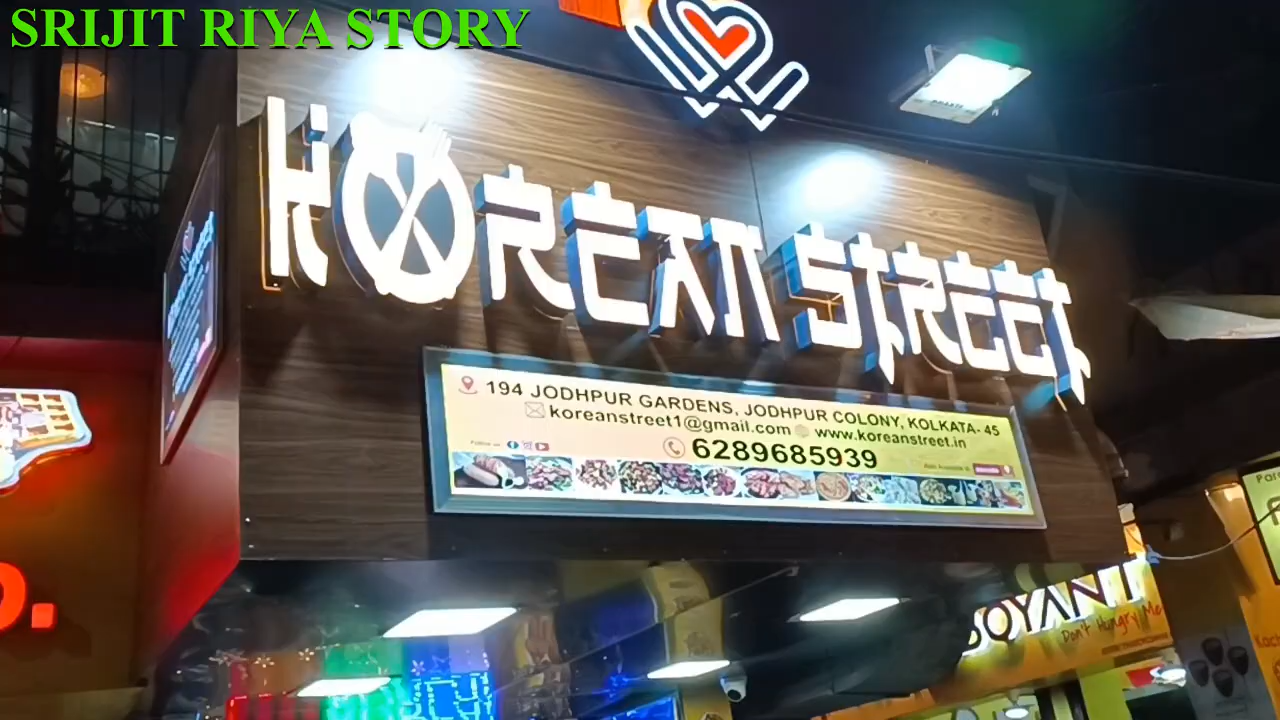 SRIJIT RIYA STORY
KOREAN STREET
194 JODHPUR GARDENS, JODHPUR COLONY, KOLKATA- 45
koreanstreet1@gmail.com www.koreanstreet.in
6289685939
Follow us
Don't Hungry Me